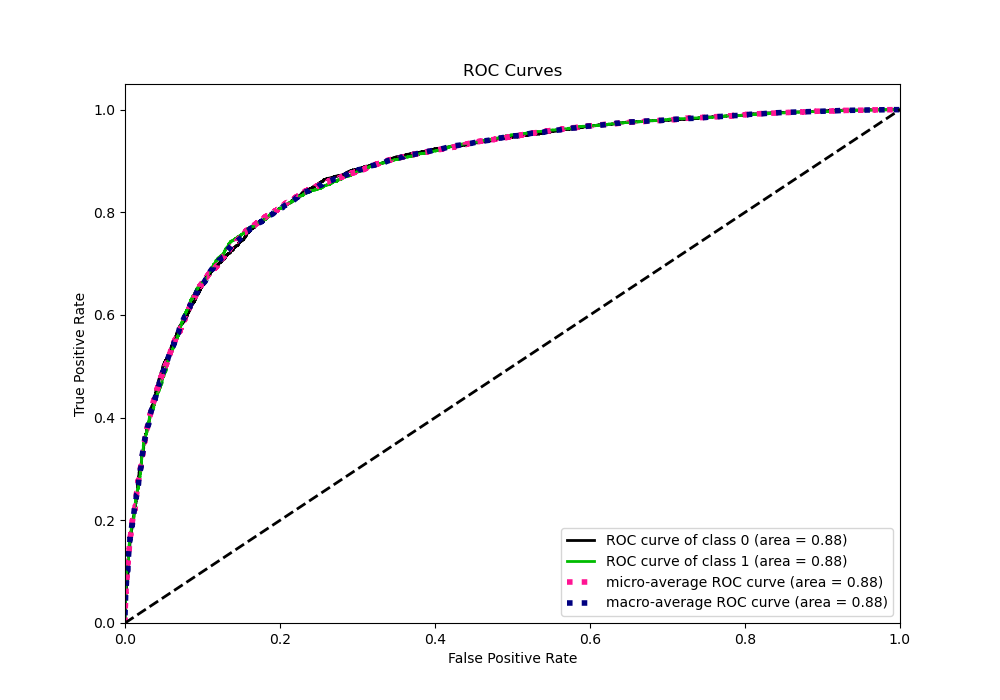 ROC Curves
True Positive Rate
1.0
0.8
0.6
0.4
0.2
0.0
0.0 0.2 0.4 0.6 0.8 1.0
False Positive Rate
ROC curve of class 0 (area = 0.88)
ROC curve of class 1 (area = 0.88)
micro-average ROC curve (area = 0.88)
macro-average ROC curve (area = 0.88)